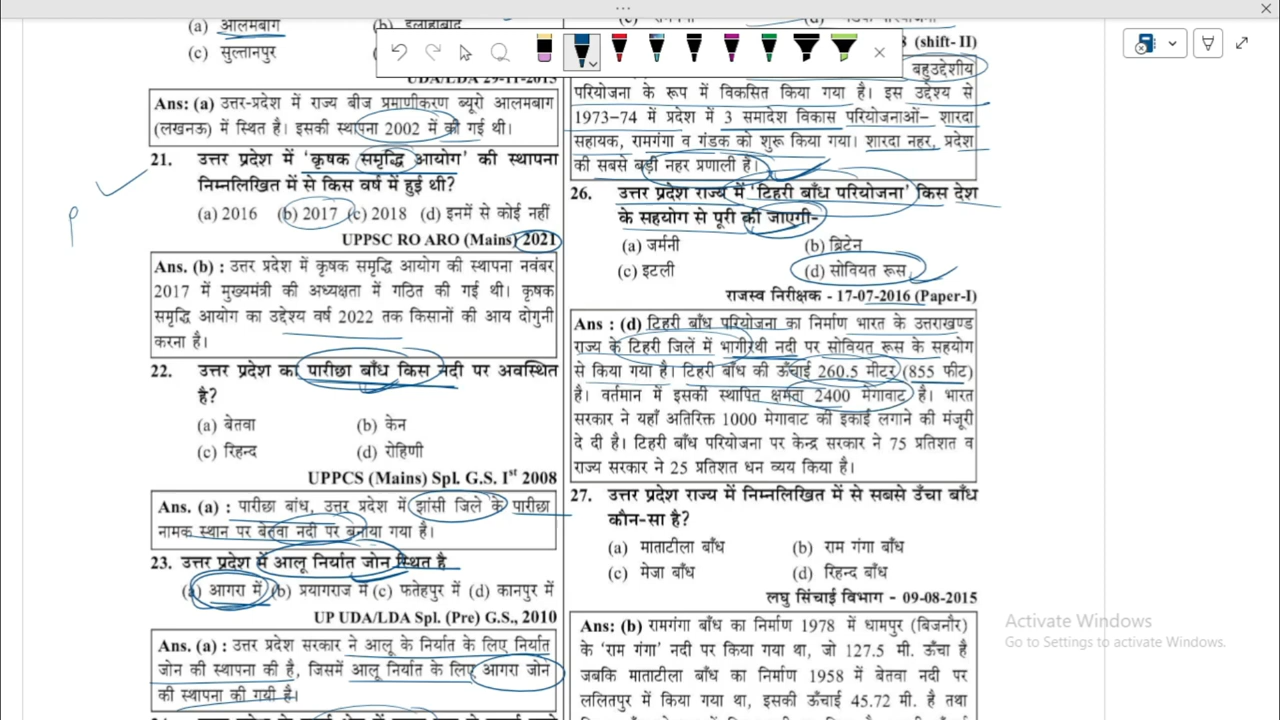 (a) आलमबाग (b) इलाहाबाद
(c) सुल्तानपुर
UDA/LDA 29-11-2015
Ans: (a) उत्तर-प्रदेश में राज्य बीज प्रमाणीकरण ब्यूरो आलमबाग
(लखनऊ) में स्थित है। इसकी स्थापना 2002 में की गई थी।
21. उत्तर प्रदेश में 'कृषक समृद्धि आयोग' की स्थापना
निम्नलिखित में से किस वर्ष में हुई थी?
(a) 2016 (b) 2017 (c) 2018 (d) इनमें से कोई नहीं
UPPSC RO ARO (Mains) 2021
Ans. (b) : उत्तर प्रदेश में कृषक समृद्धि आयोग की स्थापना नवंबर
2017 में मुख्यमंत्री की अध्यक्षता में गठित की गई थी। कृषक
समृद्धि आयोग का उद्देश्य वर्ष 2022 तक किसानों की आय दोगुनी
करना है।
22. उत्तर प्रदेश का पारीछा बाँध किस नदी पर अवस्थित
है?
(a) बेतवा (b) केन
(c) रिहन्द (d) रोहिणी
UPPCS (Mains) Spl. G.S. Ist 2008
Ans. (a) : पारीछा बांध, उत्तर प्रदेश में झांसी जिले के पारीछा
नामक स्थान पर बेतवा नदी पर बनाया गया है।
23. उत्तर प्रदेश में आलू निर्यात जोन स्थित है
(a) आगरा में (b) प्रयागराज में (c) फतेहपुर में (d) कानपुर में
UP UDA/LDA Spl. (Pre) G.S., 2010
Ans. (a) : उत्तर प्रदेश सरकार ने आलू के निर्यात के लिए निर्यात
जोन की स्थापना की है, जिसमें आलू निर्यात के लिए आगरा जोन
की स्थापना की गयी है।
(shift- II)
बहुउद्देशीय
परियोजना के रूप में विकसित किया गया है। इस उद्देश्य से
1973–74 में प्रदेश में 3 समादेश विकास परियोजनाओं– शारदा
सहायक, रामगंगा व गंडक को शुरू किया गया। शारदा नहर, प्रदेश
की सबसे बड़ी नहर प्रणाली है।
26. उत्तर प्रदेश राज्य में 'टिहरी बाँध परियोजना' किस देश
के सहयोग से पूरी की जाएगी-
(a) जर्मनी (b) ब्रिटेन
(c) इटली (d) सोवियत रूस
राजस्व निरीक्षक - 17-07-2016 (Paper-I)
Ans : (d) टिहरी बाँध परियोजना का निर्माण भारत के उत्तराखण्ड
राज्य के टिहरी जिलें में भागीरथी नदी पर सोवियत रूस के सहयोग
से किया गया है। टिहरी बाँध की ऊँचाई 260.5 मीटर (855 फीट)
है। वर्तमान में इसकी स्थापित क्षमता 2400 मेगावाट है। भारत
सरकार ने यहाँ अतिरिक्त 1000 मेगावाट की इकाई लगाने की मंजूरी
दे दी है। टिहरी बाँध परियोजना पर केन्द्र सरकार ने 75 प्रतिशत व
राज्य सरकार ने 25 प्रतिशत धन व्यय किया है।
27. उत्तर प्रदेश राज्य में निम्नलिखित में से सबसे उँचा बाँध
कौन-सा है?
(a) माताटीला बाँध (b) राम गंगा बाँध
(c) मेजा बाँध (d) रिहन्द बाँध
लघु सिंचाई विभाग - 09-08-2015
Ans: (b) रामगंगा बाँध का निर्माण 1978 में धामपुर (बिजनौर)
के 'राम गंगा' नदी पर किया गया था, जो 127.5 मी. ऊँचा है
जबकि माताटीला बाँध का निर्माण 1958 में बेतवा नदी पर
ललितपुर में किया गया था, इसकी ऊँचाई 45.72 मी. है तथा
Activate Windows
Go to Settings to activate Windows.